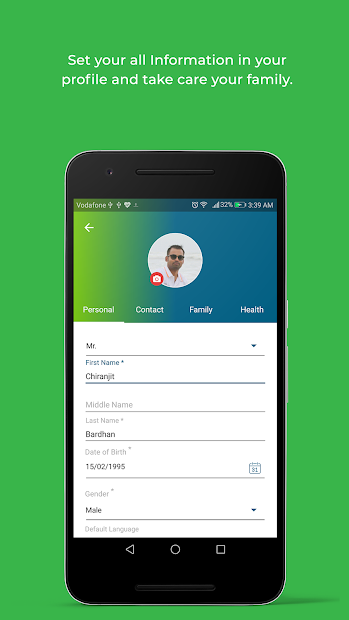 Set your all Information in your
profile and take care your family.
Vodafone 32% 3:39 AM
Personal Contact Family Health
Mr.
First Name *
Chiranjit
Middle Name
Last Name *
Bardhan
Date of Birth *
15/02/1995
31
Gender *
Male
Default Language